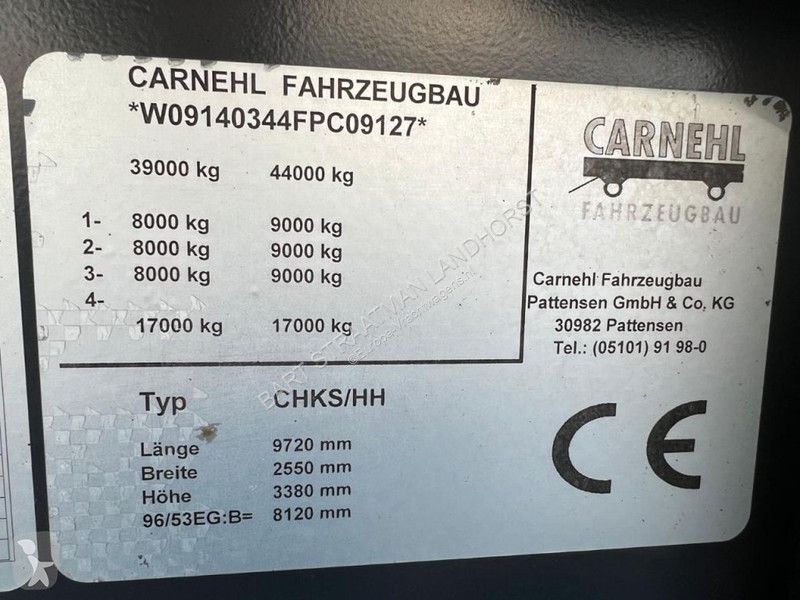 CARNEHL FAHRZEUGBAU
*W09140344FPC09127*
39000 kg 44000 kg
1- 8000 kg 9000 kg
2- 8000 kg 9000 kg
3- 8000 kg 9000 kg
4-
17000 kg 17000 kg
CARNEHL
FAHRZEUGBAU
Carnehl Fahrzeugbau
Pattensen GmbH & Co, KG
30982 Pattensen
Tel.: (05101) 91 98-0
Typ CHKS/HH
Länge 9720 mm
Breite 2550 mm
Höhe 3380 mm
96/53EG:B= 8120 mm
CE
BART STRAATMAN LANDHORST